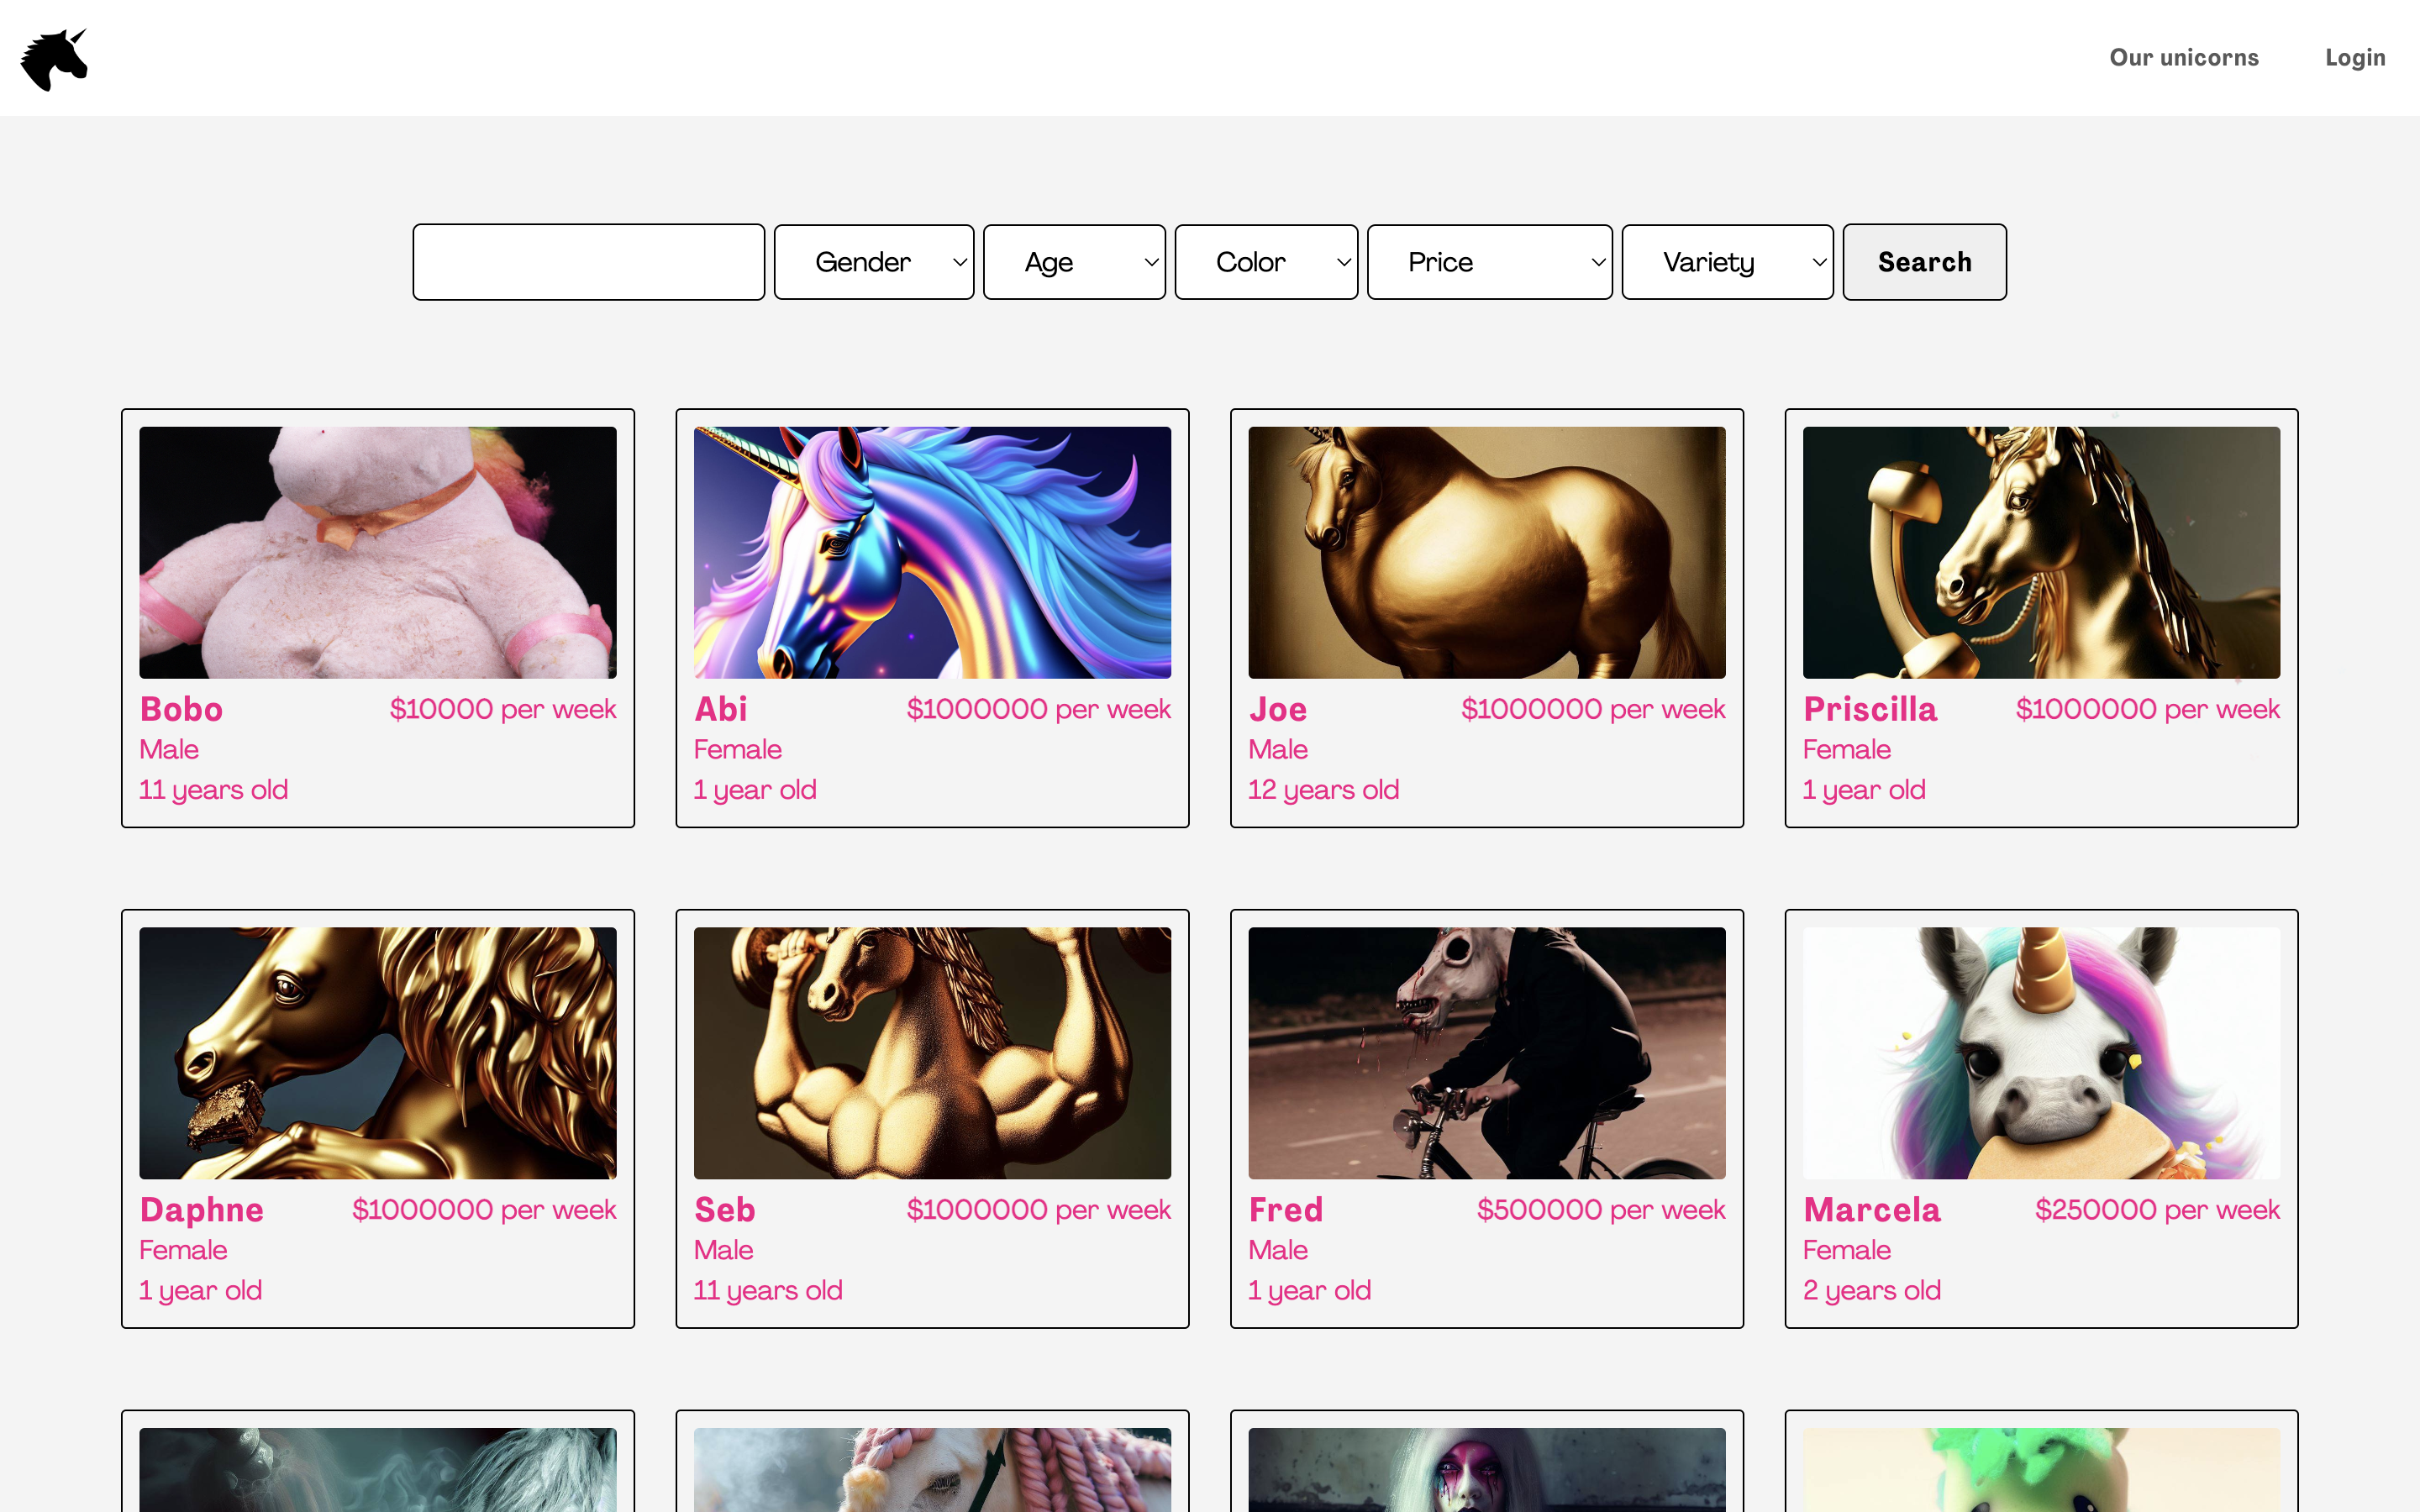 Our unicorns Login
Gender Age Color Price Variety Search
Bobo $10000 per week
Male
11 years old
Abi $1000000 per week
Female
1 year old
Joe $1000000 per week
Male
12 years old
Priscilla $1000000 per week
Female
1 year old
Daphne $1000000 per week
Female
1 year old
Seb $1000000 per week
Male
11 years old
Fred $500000 per week
Male
1 year old
Marcela $250000 per week
Female
2 years old